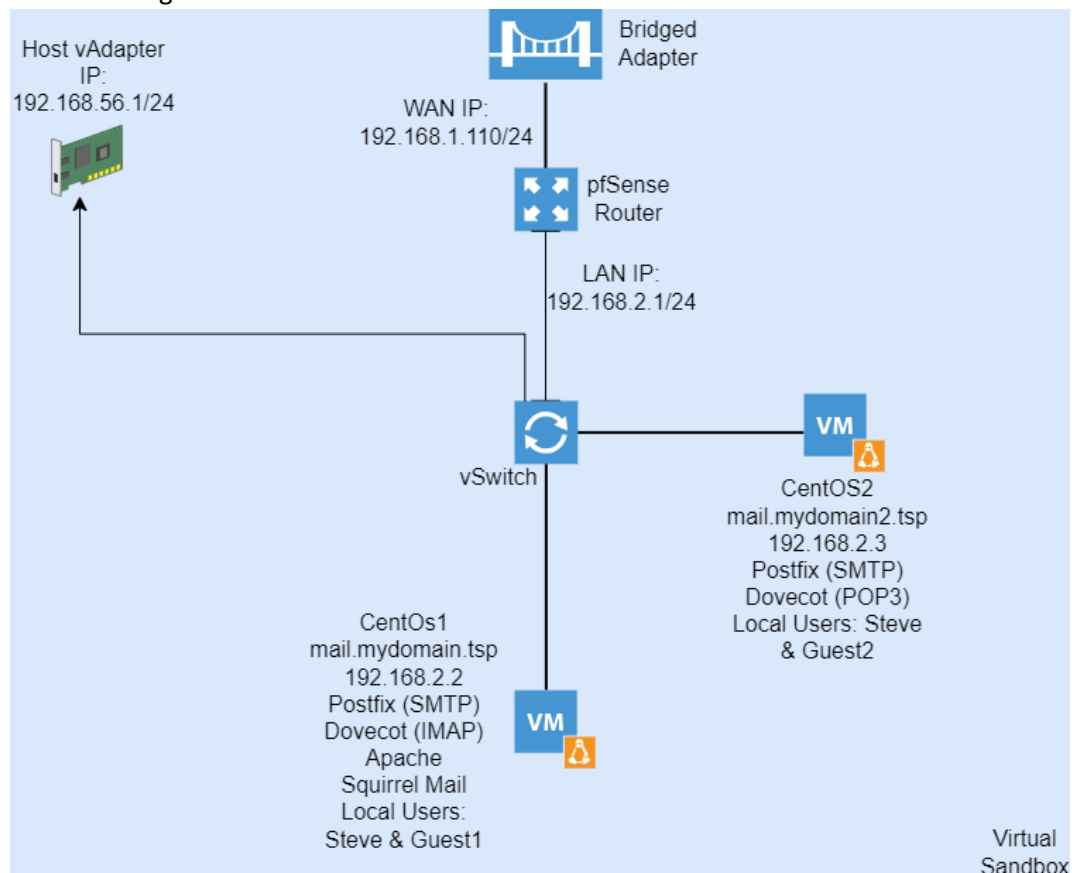 Host vAdapter
IP:
192.168.56.1/24
Bridged
Adapter
WAN IP:
192.168.1.110/24
pfSense
Router
LAN IP:
192.168.2.1/24
vSwitch
VM
CentOS2
mail.mydomain2.tsp
192.168.2.3
Postfix (SMTP)
Dovecot (POP3)
Local Users: Steve
& Guest2
CentOs1
mail.mydomain.tsp
192.168.2.2
Postfix (SMTP)
Dovecot (IMAP)
Apache
Squirrel Mail
Local Users:
Steve & Guest1
VM
Virtual
Sandbox